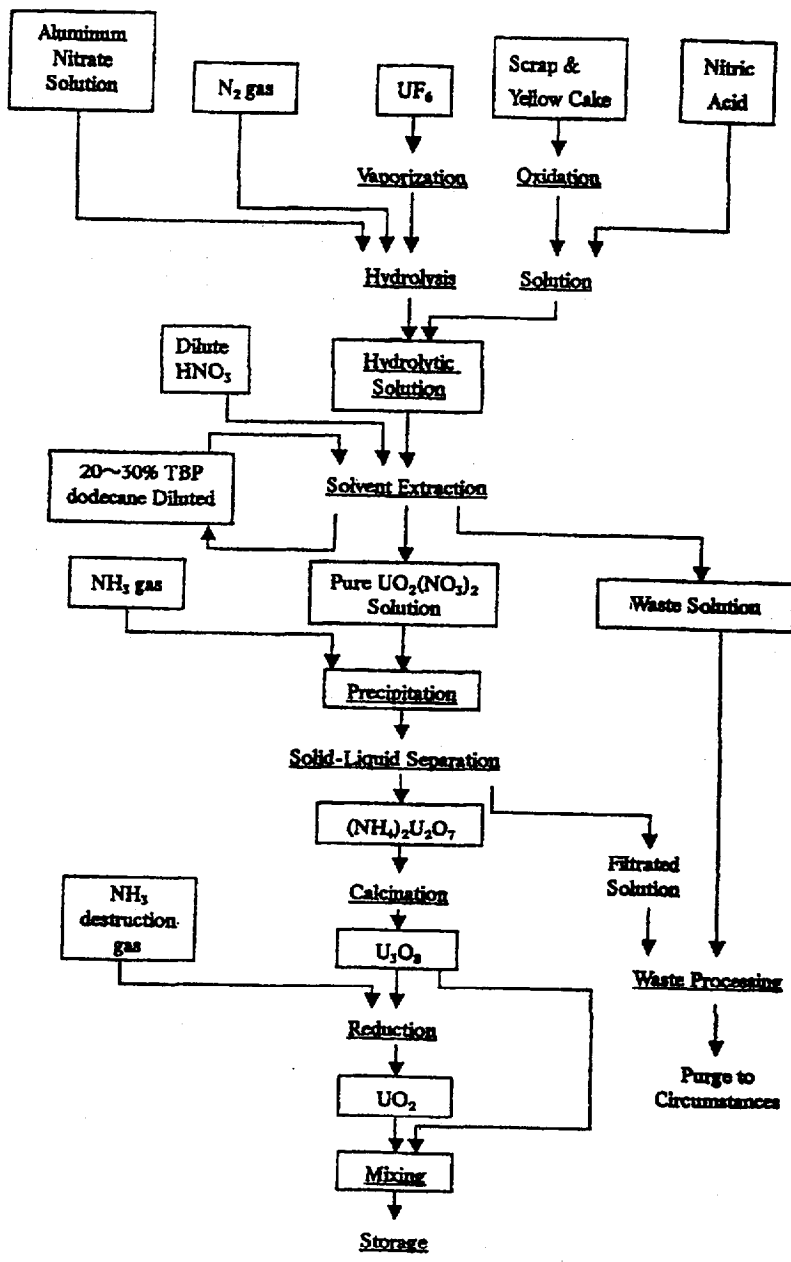 Aluminum
Nitrate
Solution
N₂ gas
UF₆
Scrap &
Yellow Cake
Nitric
Acid
Vaporization
Oxidation
Hydrolysis
Solution
Dilute
HNO₃
Hydrolytic
Solution
20～30% TBP
dodecane Diluted
Solvent Extraction
NH₃ gas
Pure UO₂(NO₃)₂
Solution
Waste Solution
Precipitation
Solid-Liquid Separation
(NH₄)₂U₂O₇
Filtrated
Solution
Calcination
NH₃
destruction
gas
U₃O₈
Waste Processing
Reduction
UO₂
Purge to
Circumstances
Mixing
Storage